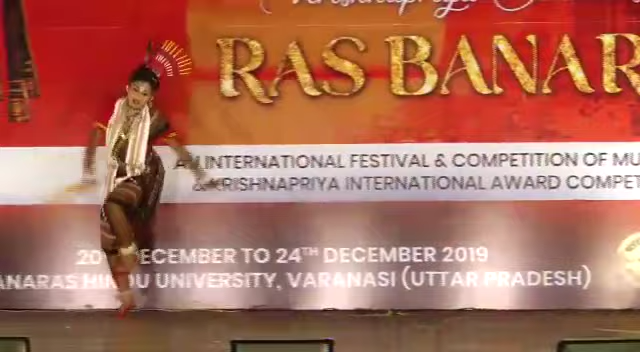 RAS BANAR
AN INTERNATIONAL FESTIVAL & COMPETITION OF MU
& KRISHNAPRIYA INTERNATIONAL AWARD COMPET
20 DECEMBER TO 24TH DECEMBER 2019
ANARAS HINDU UNIVERSITY, VARANASI (UTTAR PRADESH)